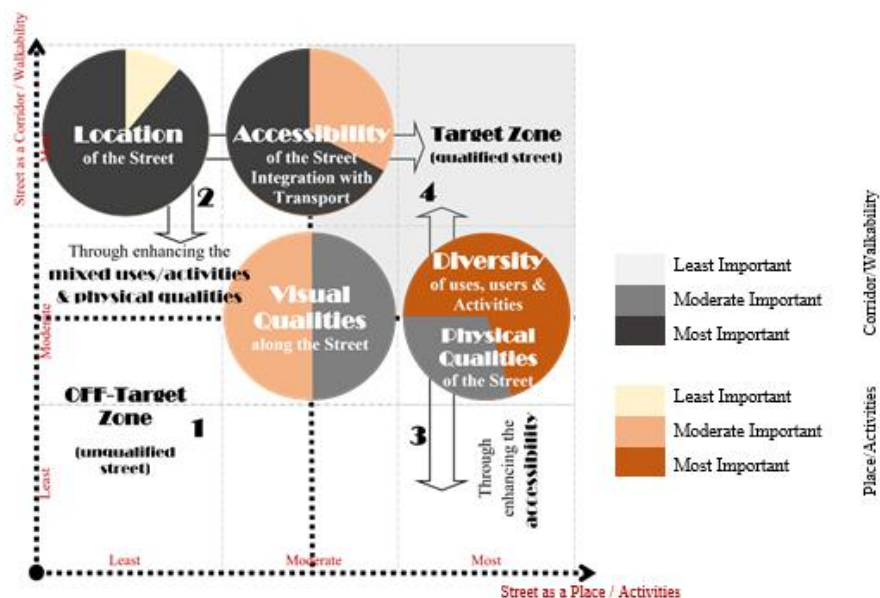 Street as a Corridor / Walkability
Most
Moderate
Least
Location
of the Street
Accessibility
of the Street
Integration with
Transport
Target Zone
(qualified street)
2
4
Through enhancing the
mixed uses/activities
& physical qualities
Visual
Qualities
along the Street
Diversity
of uses, users &
Activities
Physical
Qualities
of the Street
OFF-Target
Zone
(unqualified
street)
1
3
Through
enhancing the
accessibility
Least
Moderate
Most
Street as a Place / Activities
Least Important
Moderate Important
Most Important
Corridor/Walkability
Least Important
Moderate Important
Most Important
Place/Activities